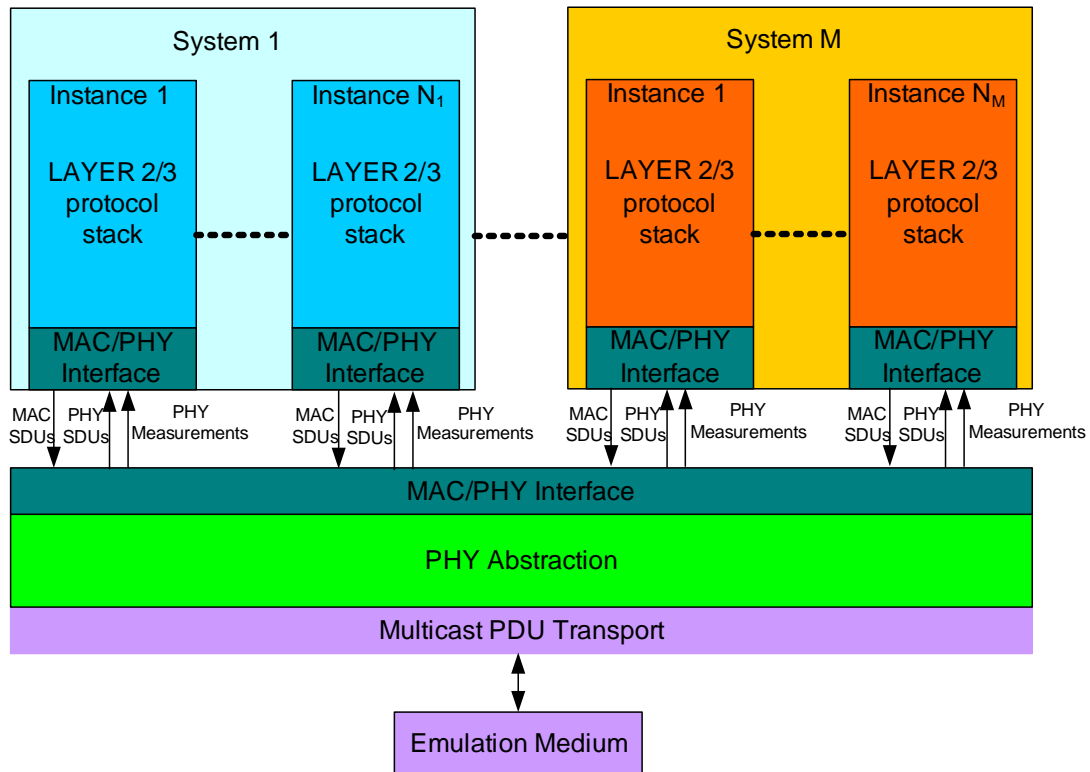 System 1
System M
Instance 1
LAYER 2/3
protocol
stack
MAC/PHY
Interface
Instance N1
LAYER 2/3
protocol
stack
MAC/PHY
Interface
Instance 1
LAYER 2/3
protocol
stack
MAC/PHY
Interface
Instance NM
LAYER 2/3
protocol
stack
MAC/PHY
Interface
MAC
SDUs
PHY
SDUs
PHY
Measurements
MAC
SDUs
PHY
SDUs
PHY
Measurements
MAC
SDUs
PHY
SDUs
PHY
Measurements
MAC
SDUs
PHY
SDUs
PHY
Measurements
MAC/PHY Interface
PHY Abstraction
Multicast PDU Transport
Emulation Medium